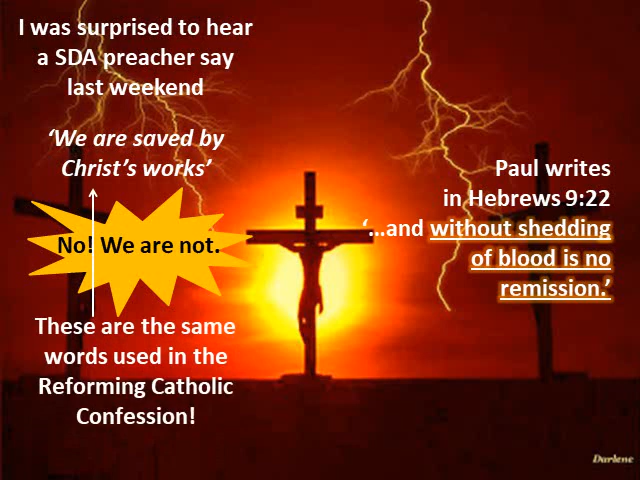 I was surprised to hear
a SDA preacher say
last weekend
‘We are saved by
Christ’s works’
No! We are not.
These are the same
words used in the
Reforming Catholic
Confession!
Paul writes
in Hebrews 9:22
‘…and without shedding
of blood is no
remission.’
Darlene